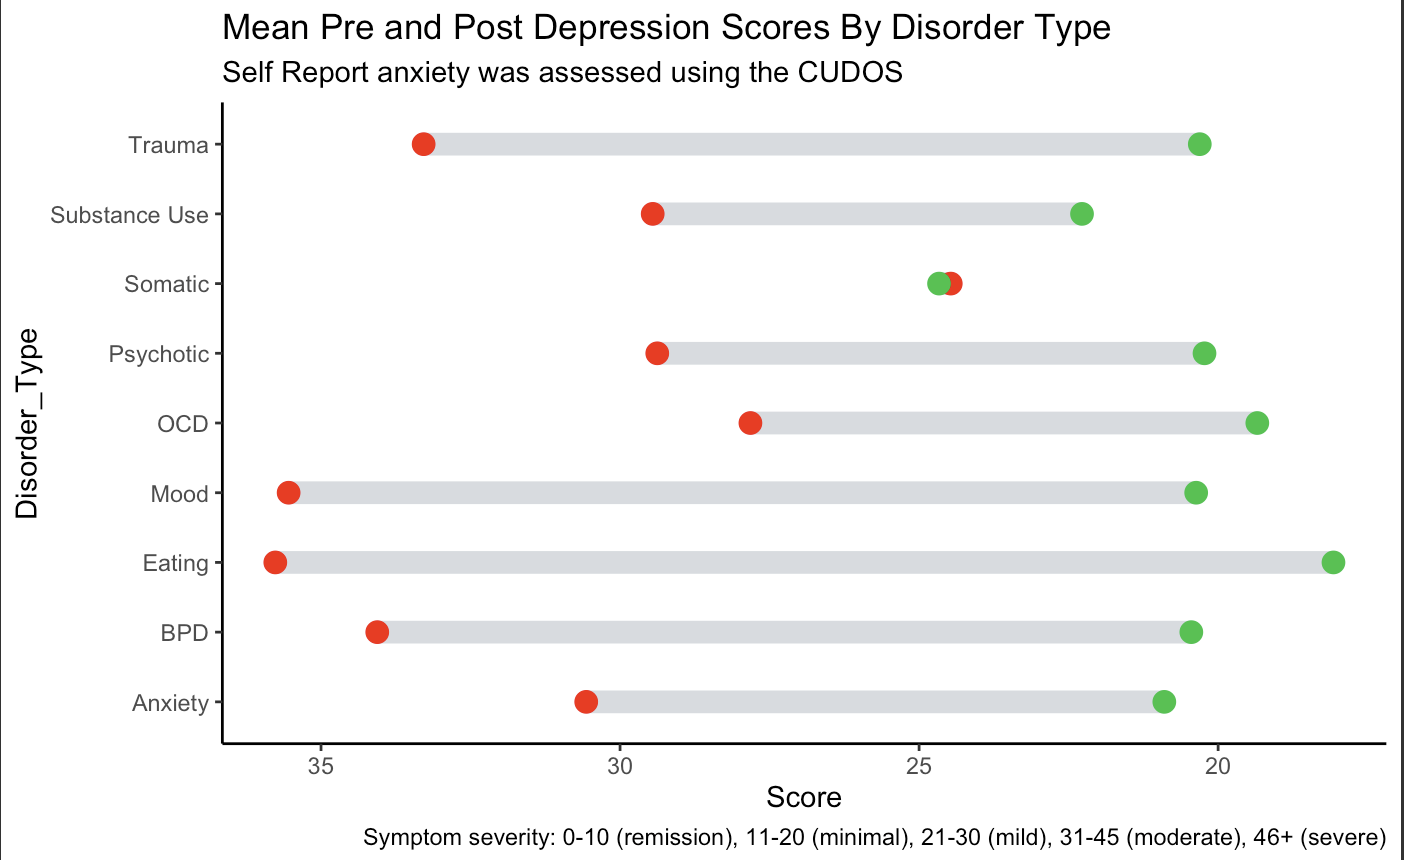 Mean Pre and Post Depression Scores By Disorder Type
Self Report anxiety was assessed using the CUDOS
Disorder_Type
Trauma
Substance Use
Somatic
Psychotic
OCD
Mood
Eating
BPD
Anxiety
35 30 25 20
Score
Symptom severity: 0-10 (remission), 11-20 (minimal), 21-30 (mild), 31-45 (moderate), 46+ (severe)